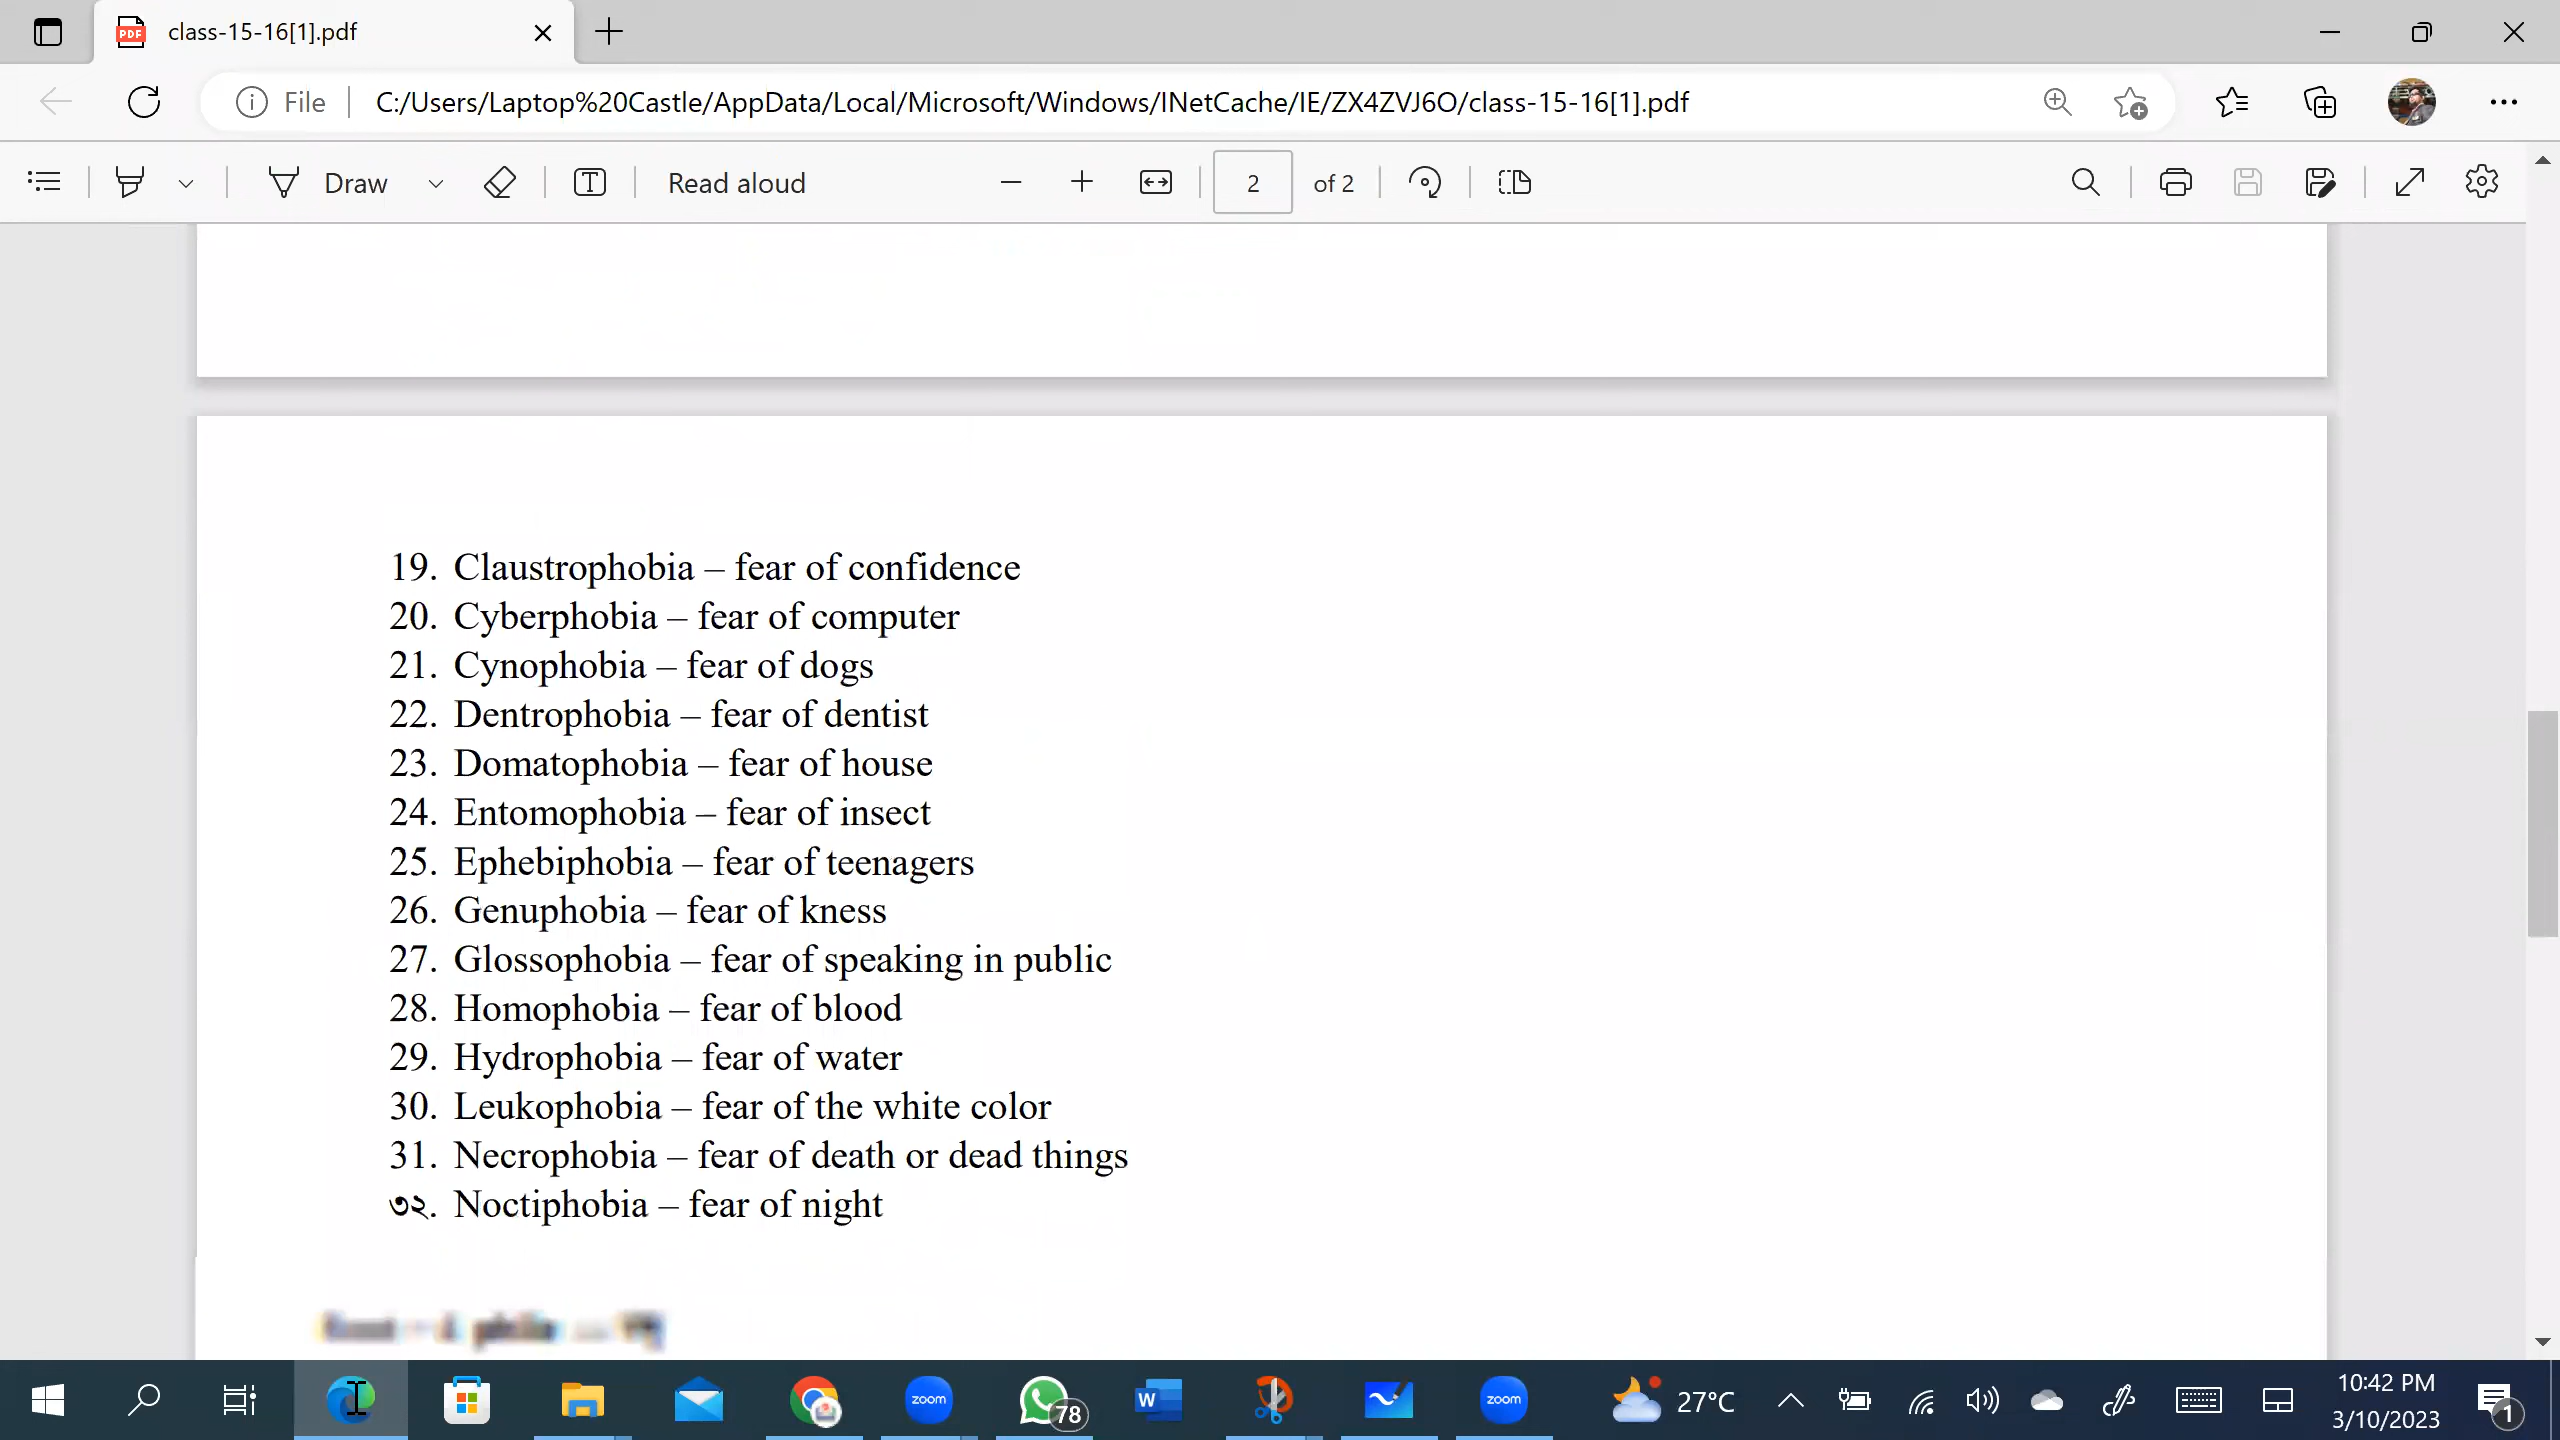 class-15-16[1].pdf
File C:/Users/Laptop%20Castle/AppData/Local/Microsoft/Windows/INetCache/IE/ZX4ZVJ6O/class-15-16[1].pdf
Draw Read aloud 2 of 2
19. Claustrophobia – fear of confidence
20. Cyberphobia – fear of computer
21. Cynophobia – fear of dogs
22. Dentrophobia – fear of dentist
23. Domatophobia – fear of house
24. Entomophobia – fear of insect
25. Ephebiphobia – fear of teenagers
26. Genuphobia – fear of kness
27. Glossophobia – fear of speaking in public
28. Homophobia – fear of blood
29. Hydrophobia – fear of water
30. Leukophobia – fear of the white color
31. Necrophobia – fear of death or dead things
৩২. Noctiphobia – fear of night
zoom 78 W zoom 27°C 10:42 PM 1
3/10/2023